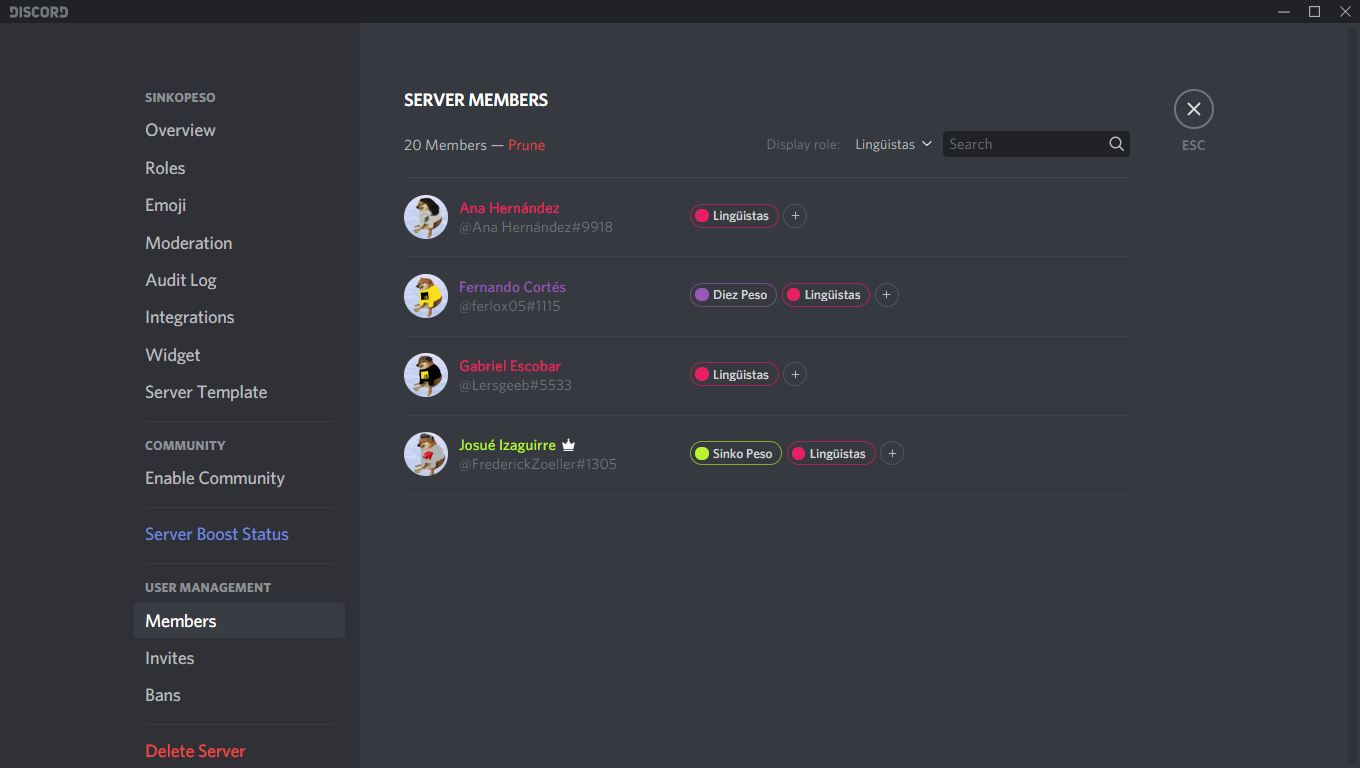 DISCORD
SINKOPESO
Overview
Roles
Emoji
Moderation
Audit Log
Integrations
Widget
Server Template
COMMUNITY
Enable Community
Server Boost Status
USER MANAGEMENT
Members
Invites
Bans
Delete Server
SERVER MEMBERS
20 Members — Prune
Display role: Lingüistas
Search
ESC
Ana Hernández
@Ana Hernández#9918
Lingüistas +
Fernando Cortés
@ferlox05#1115
Diez Peso Lingüistas +
Gabriel Escobar
@Lersgeeb#5533
Lingüistas +
Josué Izaguirre
@FrederickZoeller#1305
Sinko Peso Lingüistas +